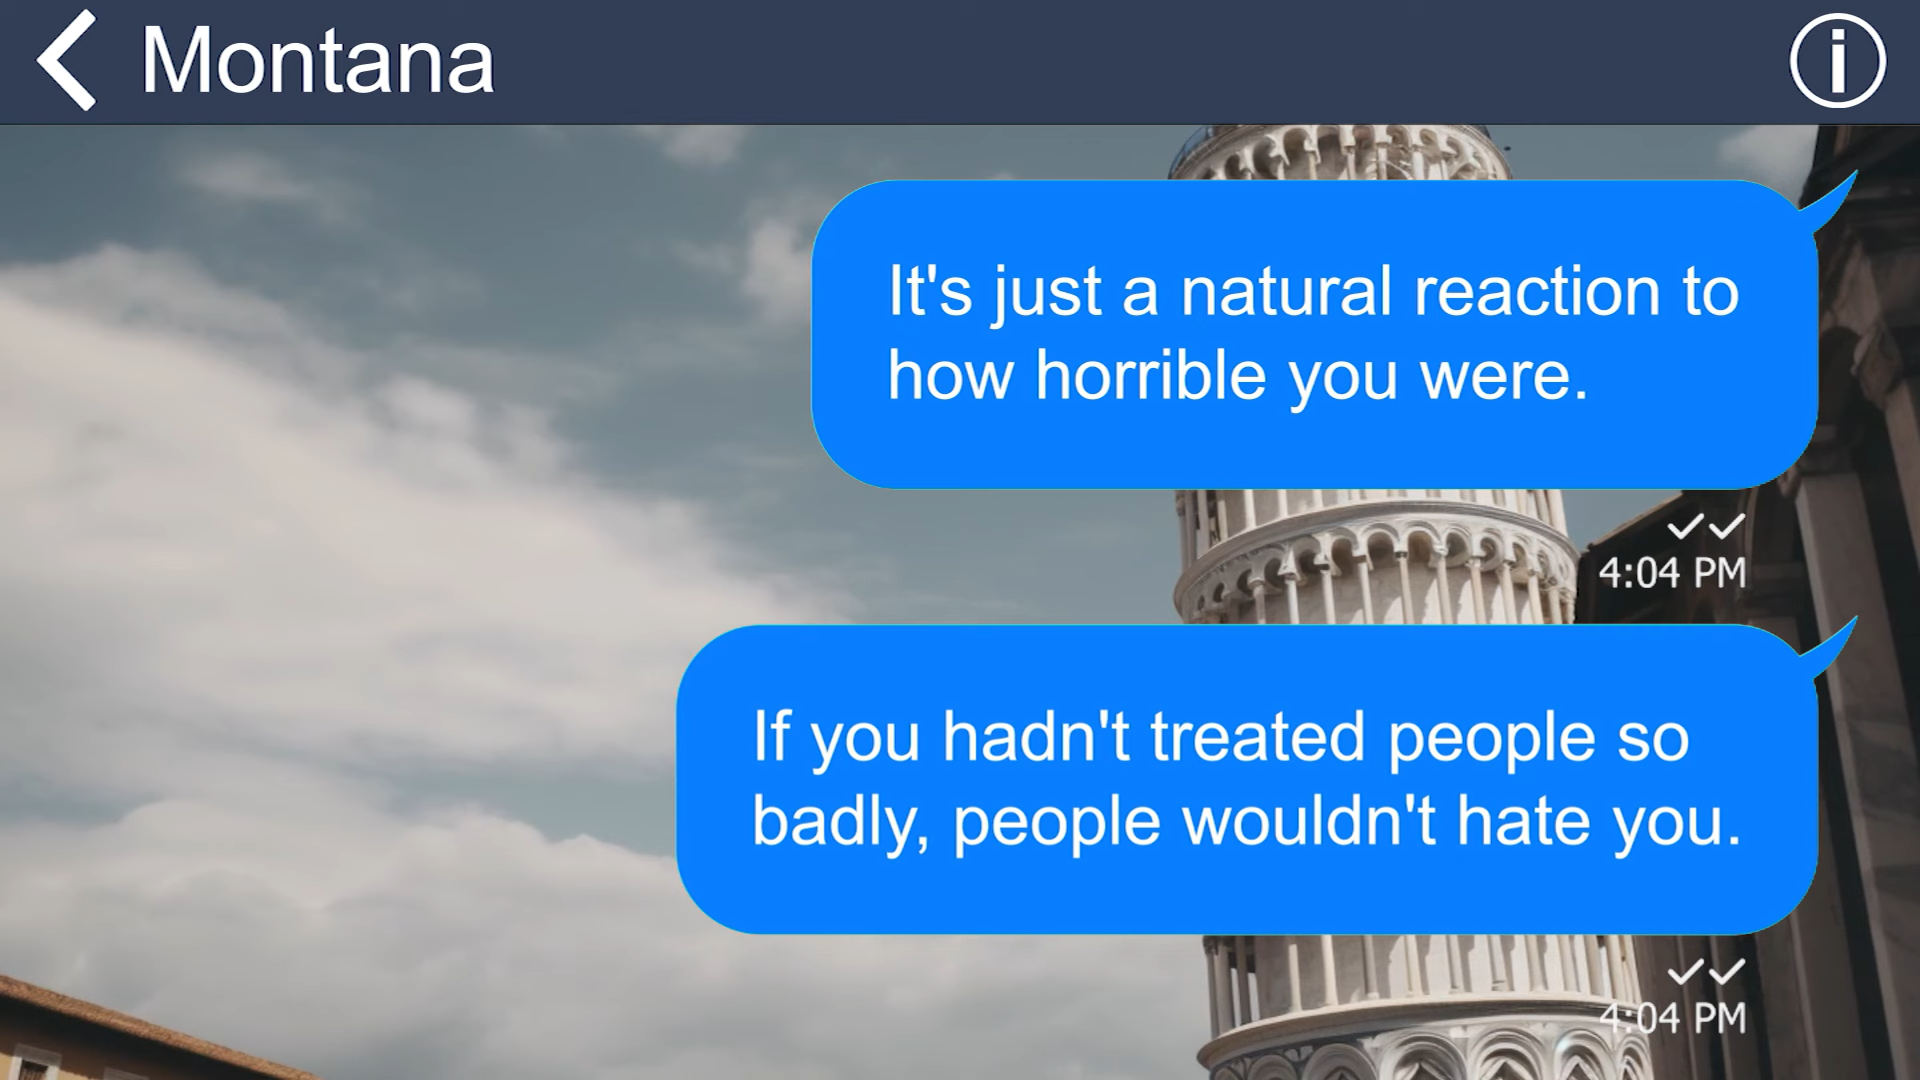 Montana
It's just a natural reaction to
how horrible you were.
4:04 PM
If you hadn't treated people so
badly, people wouldn't hate you.
4:04 PM